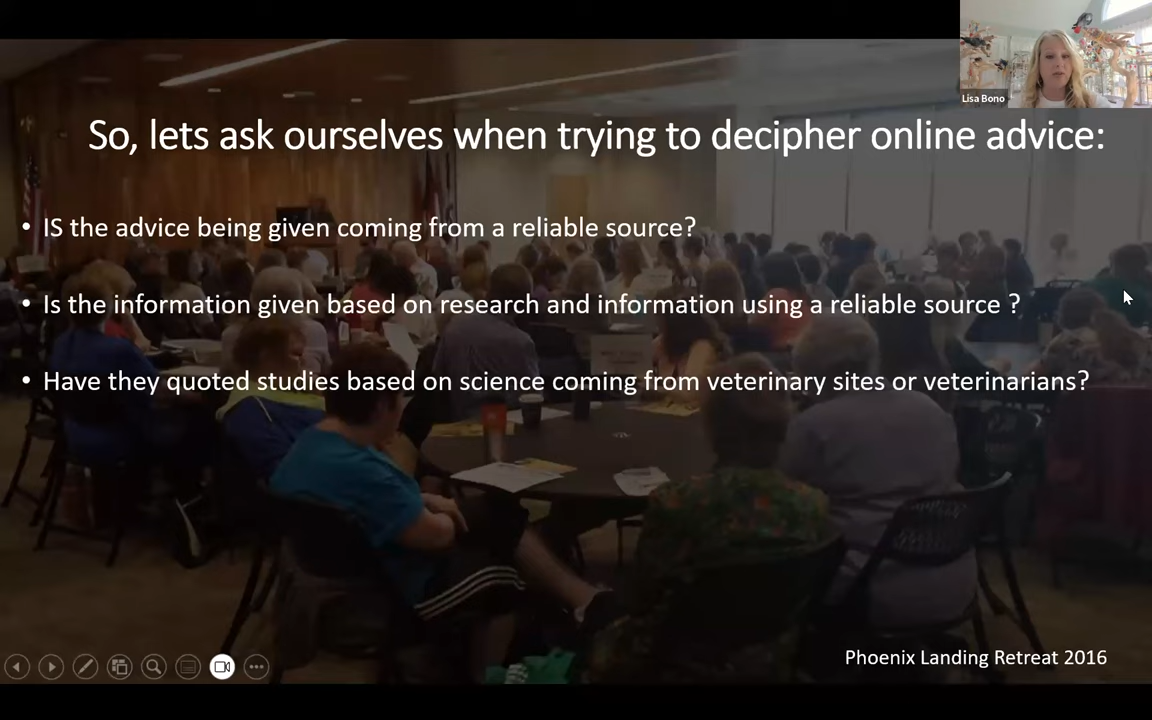 Lisa Bono
So, lets ask ourselves when trying to decipher online advice:
• IS the advice being given coming from a reliable source?
• Is the information given based on research and information using a reliable source ?
• Have they quoted studies based on science coming from veterinary sites or veterinarians?
Phoenix Landing Retreat 2016